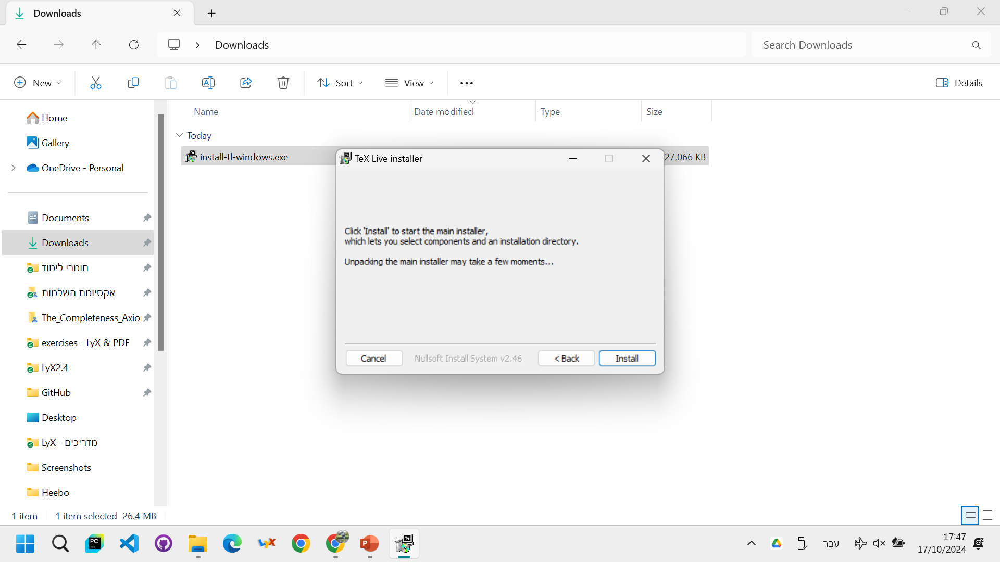 Downloads
Downloads
Search Downloads
New
Sort
View
Details
Name
Date modified
Type
Size
Today
install-tl-windows.exe
27,066 KB
Home
Gallery
OneDrive - Personal
Documents
Downloads
חומרי לימוד
אקסיומת השלמות
The_Completeness_Axio
exercises - LyX & PDF
LyX2.4
GitHub
Desktop
מדריכים - LyX
Screenshots
Heebo
TeX Live installer
Click 'Install' to start the main installer,
which lets you select components and an installation directory.
Unpacking the main installer may take a few moments...
Cancel
Nullsoft Install System v2.46
< Back
Install
1 item
1 item selected 26.4 MB
PC
P
עבר
17:47
17/10/2024